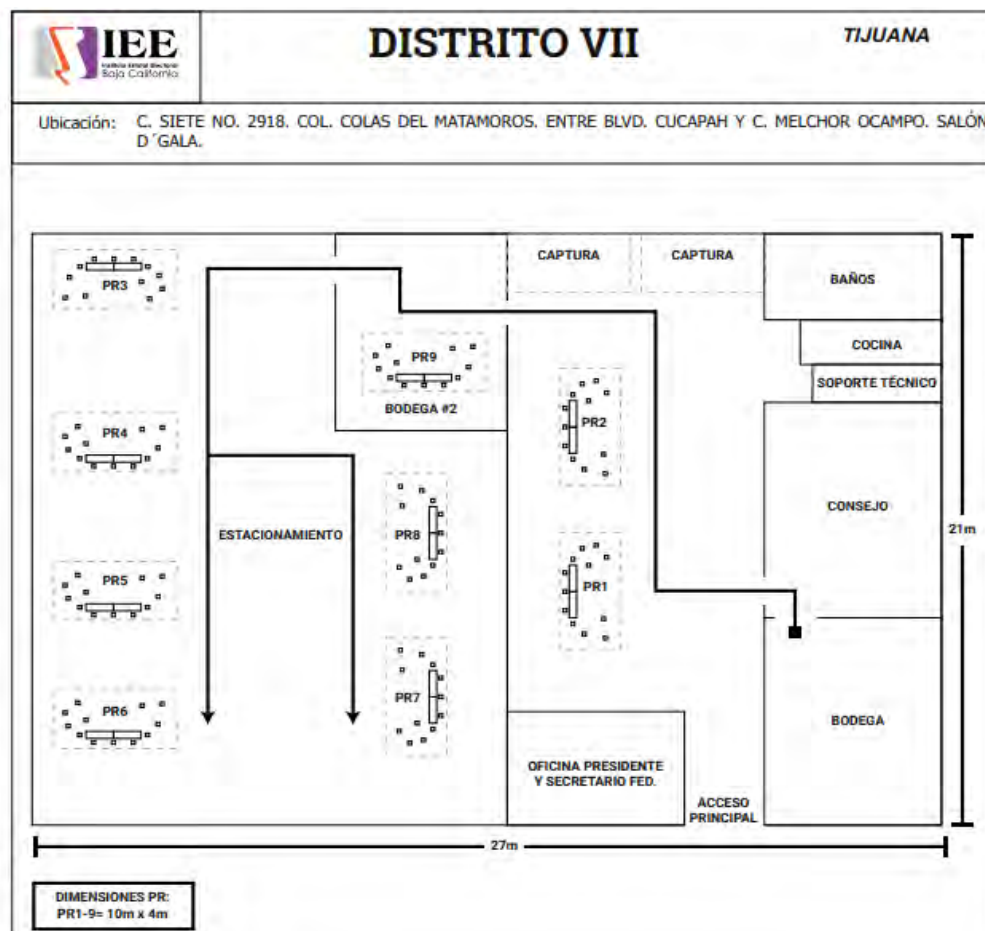 IEE
Instituto Estatal Electoral
Baja California
DISTRITO VII
TIJUANA
Ubicación: C. SIETE NO. 2918. COL. COLAS DEL MATAMOROS. ENTRE BLVD. CUCAPAH Y C. MELCHOR OCAMPO. SALÓN
D´GALA.
CAPTURA
CAPTURA
BAÑOS
PR3
COCINA
PR9
SOPORTE TÉCNICO
BODEGA #2
PR2
PR4
CONSEJO
ESTACIONAMIENTO
PR8
21m
PR5
PR1
PR7
PR6
BODEGA
OFICINA PRESIDENTE
Y SECRETARIO FED.
ACCESO
PRINCIPAL
27m
DIMENSIONES PR:
PR1-9= 10m x 4m